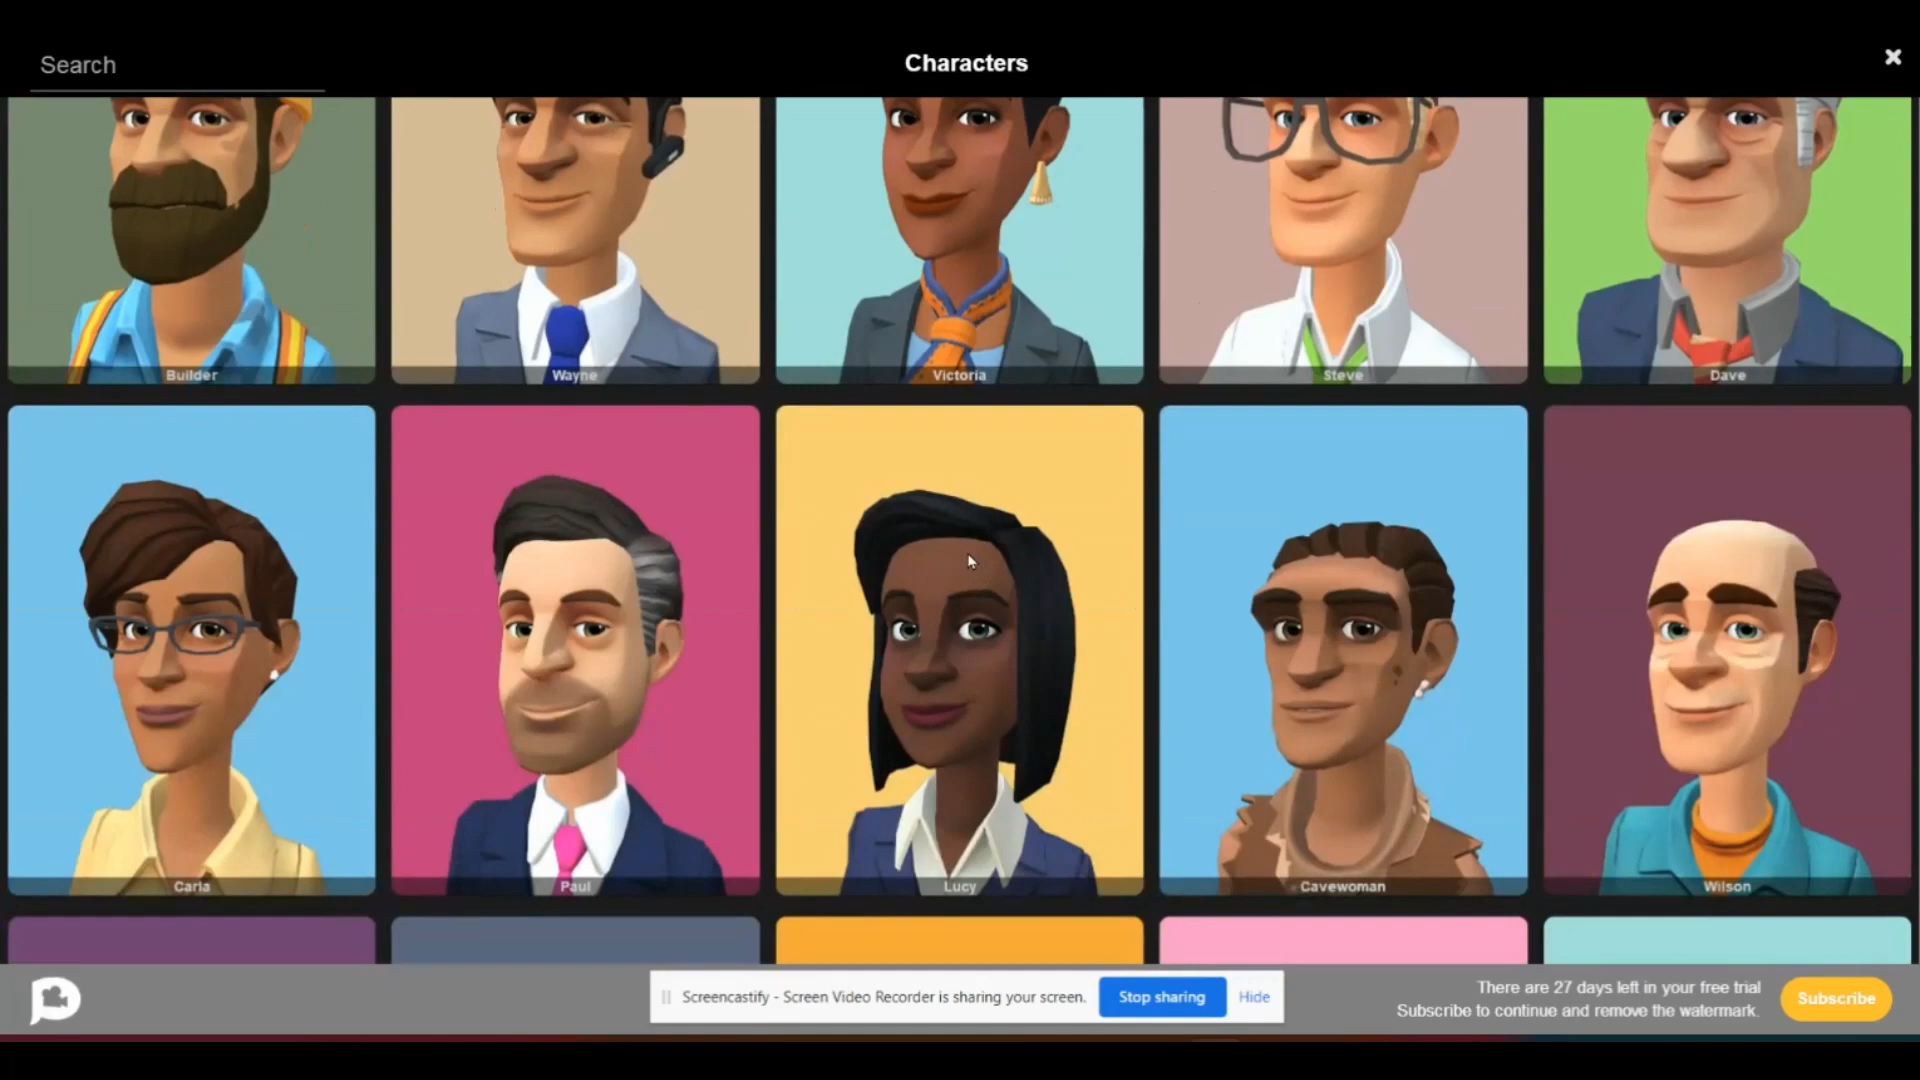 Search
Characters
Builder
Wayne
Victoria
Steve
Dave
Carla
Paul
Lucy
Cavewoman
Wilson
Screencastify - Screen Video Recorder is sharing your screen.
Stop sharing
Hide
There are 27 days left in your free trial
Subscribe to continue and remove the watermark.
Subscribe